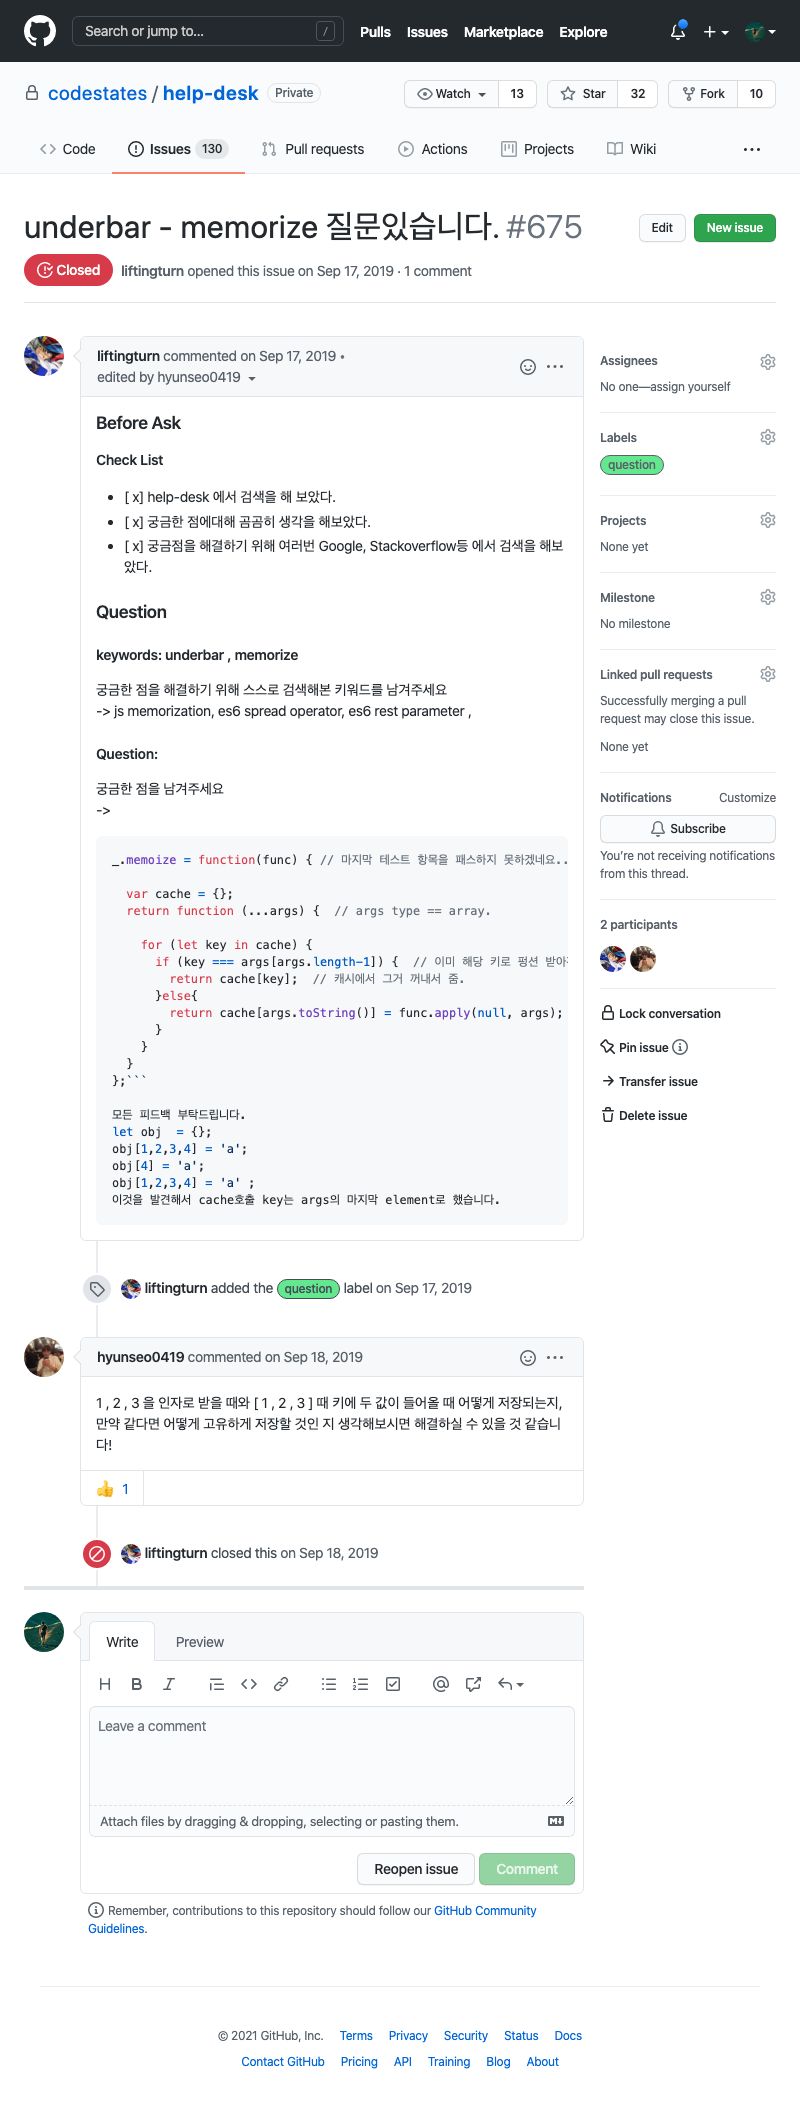 Search or jump to...
/
Pulls Issues Marketplace Explore
codestates / help-desk Private
Watch 13 Star 32 Fork 10
Code Issues 130 Pull requests Actions Projects Wiki
underbar - memorize 질문있습니다. #675
Edit New issue
Closed liftingturn opened this issue on Sep 17, 2019 · 1 comment
liftingturn commented on Sep 17, 2019 •
edited by hyunseo0419
Before Ask
Check List
[ x] help-desk 에서 검색을 해 보았다.
[ x] 궁금한 점에대해 곰곰히 생각을 해보았다.
[ x] 궁금점을 해결하기 위해 여러번 Google, Stackoverflow등 에서 검색을 해보
았다.
Question
keywords: underbar , memorize
궁금한 점을 해결하기 위해 스스로 검색해본 키워드를 남겨주세요
-> js memorization, es6 spread operator, es6 rest parameter ,
Question:
궁금한 점을 남겨주세요
->
_.memoize = function(func) { // 마지막 테스트 항목을 패스하지 못하겠네요..
var cache = {};
return function (...args) {  // args type == array.
for (let key in cache) {
if (key === args[args.length-1]) {  // 이미 해당 키로 펑션 받아
return cache[key];  // 캐시에서 그거 꺼내서 줌.
}else{
return cache[args.toString()] = func.apply(null, args);
}
}
}
};```
모든 피드백 부탁드립니다.
let obj  = {};
obj[1,2,3,4] = 'a';
obj[4] = 'a';
obj[1,2,3,4] = 'a' ;
이것을 발견해서 cache호출 key는 args의 마지막 element로 했습니다.
liftingturn added the question label on Sep 17, 2019
hyunseo0419 commented on Sep 18, 2019
1 , 2 , 3 을 인자로 받을 때와 [ 1 , 2 , 3 ] 때 키에 두 값이 들어올 때 어떻게 저장되는지,
만약 같다면 어떻게 고유하게 저장할 것인 지 생각해보시면 해결하실 수 있을 것 같습니
다!
👍 1
liftingturn closed this on Sep 18, 2019
Assignees
No one—assign yourself
Labels
question
Projects
None yet
Milestone
No milestone
Linked pull requests
Successfully merging a pull
request may close this issue.
None yet
Notifications Customize
Subscribe
You're not receiving notifications
from this thread.
2 participants
Lock conversation
Pin issue
Transfer issue
Delete issue
Write Preview
Leave a comment
Attach files by dragging & dropping, selecting or pasting them.
Reopen issue Comment
Remember, contributions to this repository should follow our GitHub Community
Guidelines.
© 2021 GitHub, Inc. Terms Privacy Security Status Docs
Contact GitHub Pricing API Training Blog About